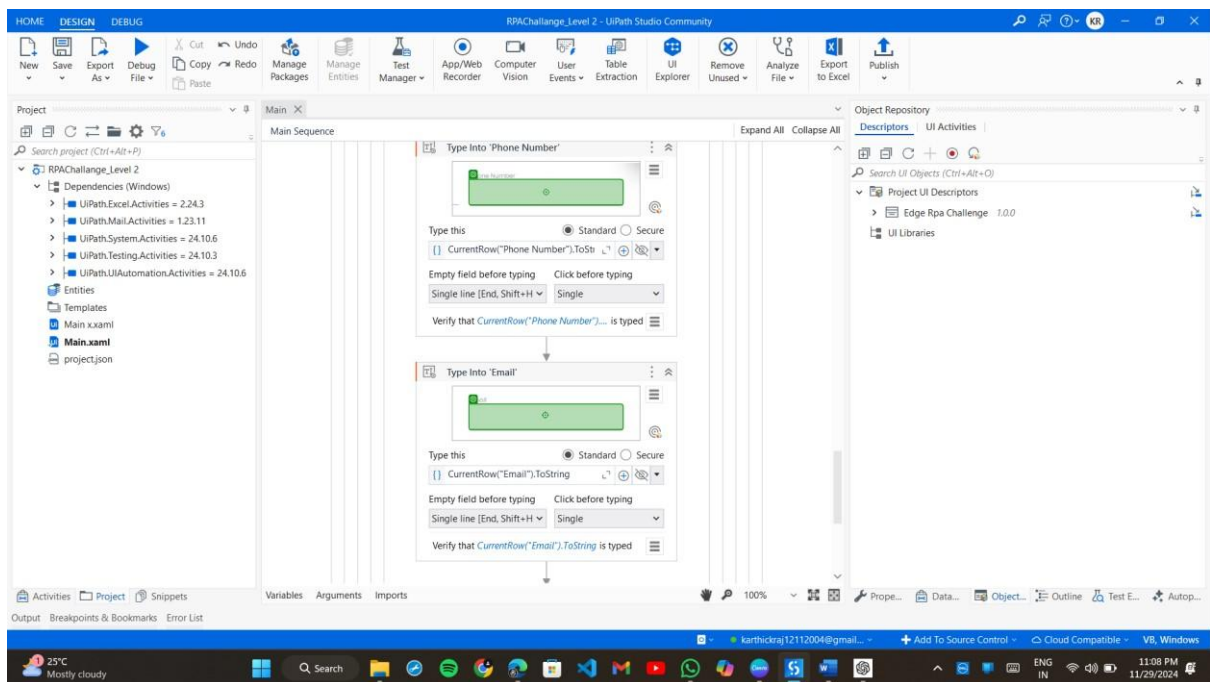 HOME DESIGN DEBUG
RPAChallange_Level 2 - UiPath Studio Community
KR
New Save Export As Debug File
Cut Undo
Copy Redo
Paste
Manage Packages
Manage Entities
Test Manager
App/Web Recorder
Computer Vision
User Events
Table Extraction
UI Explorer
Remove Unused
Analyze File
Export to Excel
Publish
Project
Search project (Ctrl+Alt+P)
RPAChallange_Level 2
Dependencies (Windows)
UiPath.Excel.Activities = 2.24.3
UiPath.Mail.Activities = 1.23.11
UiPath.System.Activities = 24.10.6
UiPath.Testing.Activities = 24.10.3
UiPath.UIAutomation.Activities = 24.10.6
Entities
Templates
Main x.xaml
Main.xaml
project.json
Main
Main Sequence
Expand All Collapse All
Type Into 'Phone Number'
Type this
Standard Secure
CurrentRow("Phone Number").ToStr
Empty field before typing Click before typing
Single line [End, Shift+H Single
Verify that CurrentRow("Phone Number").... is typed
Type Into 'Email'
Type this
Standard Secure
CurrentRow("Email").ToString
Empty field before typing Click before typing
Single line [End, Shift+H Single
Verify that CurrentRow("Email").ToString is typed
Object Repository
Descriptors UI Activities
Search UI Objects (Ctrl+Alt+O)
Project UI Descriptors
Edge Rpa Challenge 1.0.0
UI Libraries
Activities Project Snippets
Variables Arguments Imports
100%
Prope... Data... Object... Outline Test E... Autop...
Output Breakpoints & Bookmarks Error List
karthickraj12112004@gmail...
Add To Source Control
Cloud Compatible
VB, Windows
1
25°C
Mostly cloudy
Search
ENG
IN
11:08 PM
11/29/2024